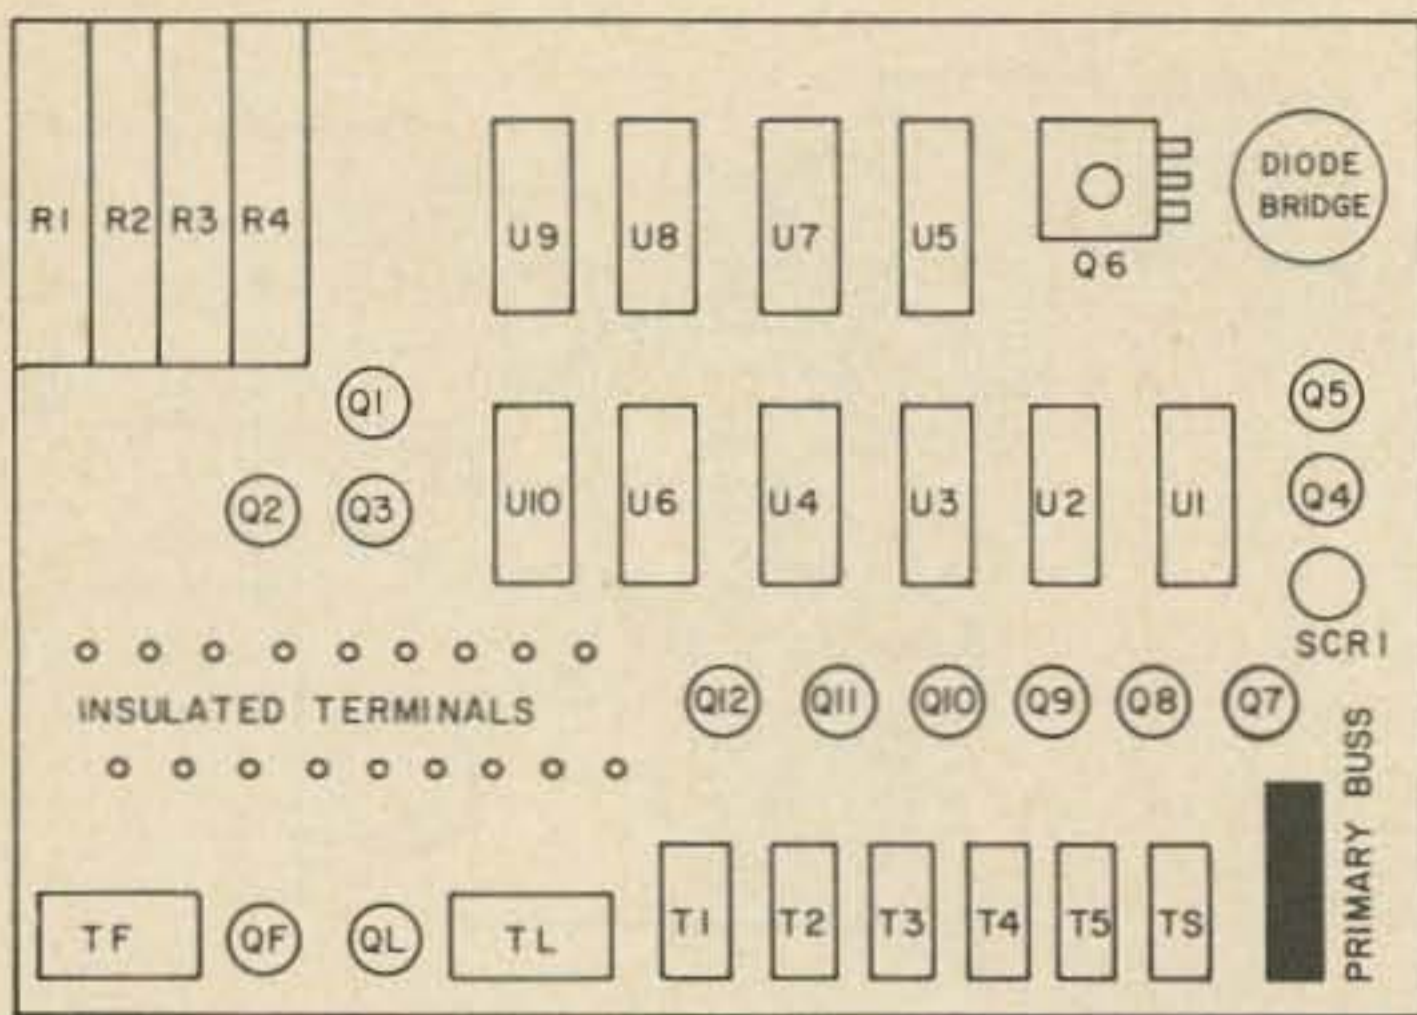 DIODE
BRIDGE
R1 R2 R3 R4
U9 U8 U7 U5
Q6
Q1
Q5
Q2 Q3
U10 U6 U4 U3 U2 U1
Q4
SCR1
INSULATED TERMINALS
Q12 Q11 Q10 Q9 Q8 Q7
PRIMARY BUSS
TF QF QL TL
T1 T2 T3 T4 T5 TS